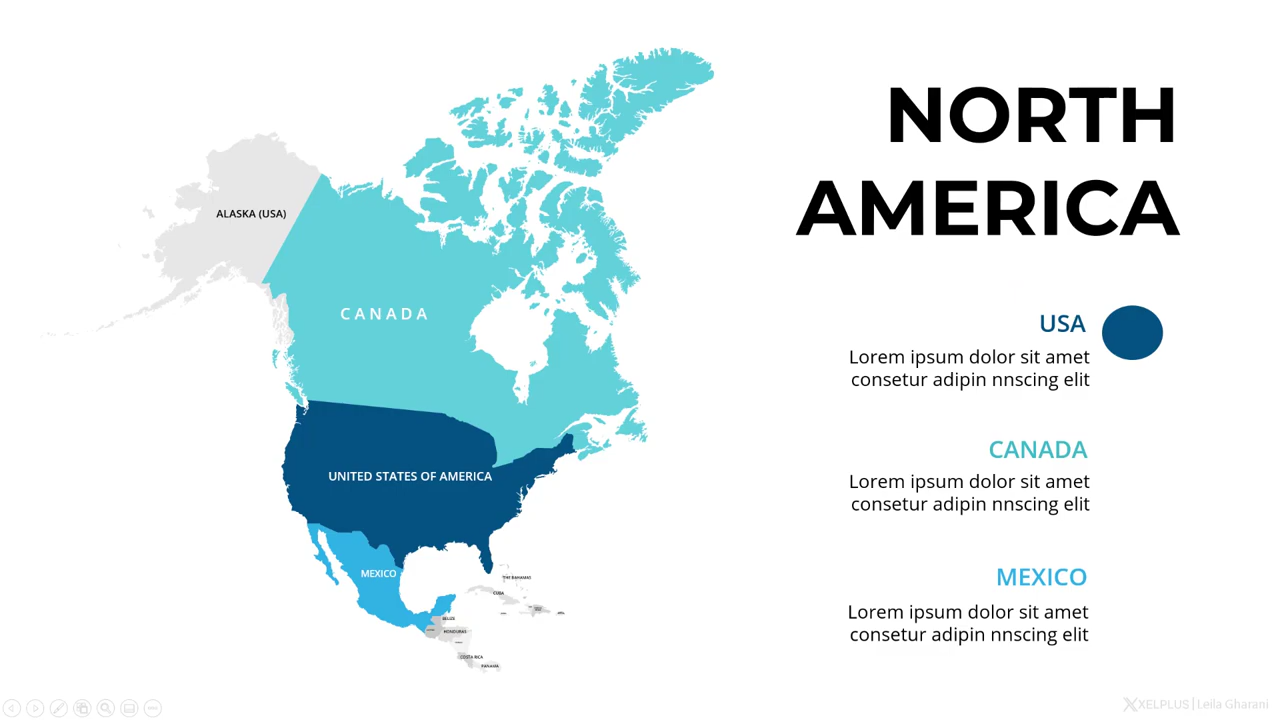 NORTH
AMERICA
ALASKA (USA)
CANADA
UNITED STATES OF AMERICA
MEXICO
THE BAHAMAS
CUBA
BELIZE
HONDURAS
COSTA RICA
PANAMA
USA
Lorem ipsum dolor sit amet
consetur adipin nnscing elit
CANADA
Lorem ipsum dolor sit amet
consetur adipin nnscing elit
MEXICO
Lorem ipsum dolor sit amet
consetur adipin nnscing elit
XELPLUS | Leila Gharani